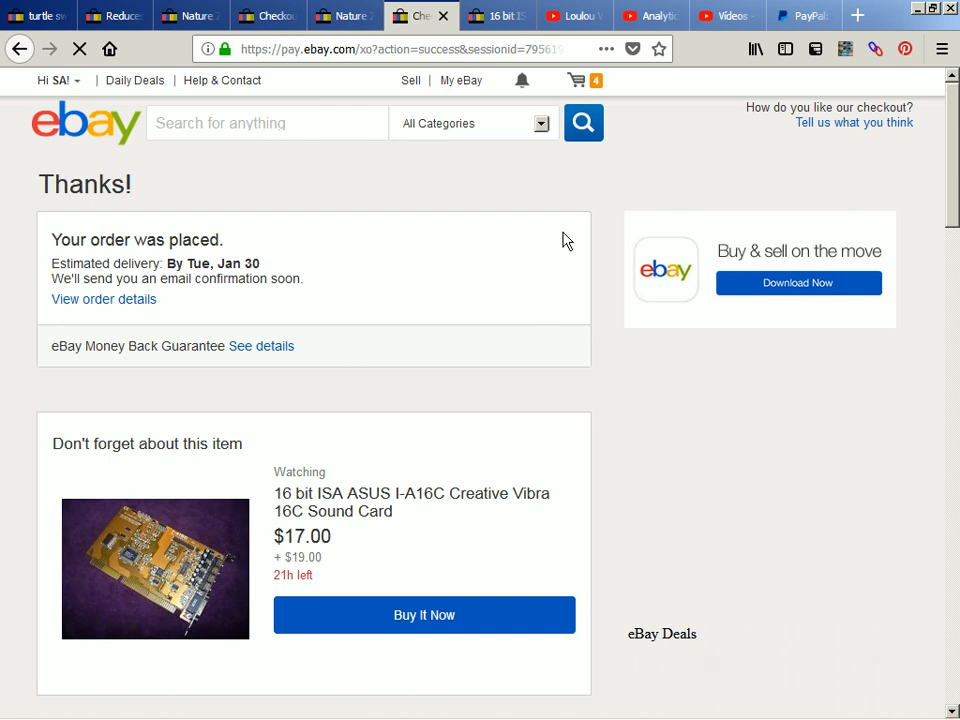 turtle sw
Reduce
Nature
Checkou
Nature
Che
16 bit IS
Loulou V
Analytic
Vídeos -
PayPal:
https://pay.ebay.com/xo?action=success&sessionid=79561
Hi SA! | Daily Deals | Help & Contact
Sell | My eBay
4
ebay
Search for anything
All Categories
How do you like our checkout?
Tell us what you think
Thanks!
Your order was placed.
Estimated delivery: By Tue, Jan 30
We'll send you an email confirmation soon.
View order details
eBay Money Back Guarantee See details
ebay
Buy & sell on the move
Download Now
Don't forget about this item
Watching
16 bit ISA ASUS I-A16C Creative Vibra
16C Sound Card
$17.00
+ $19.00
21h left
Buy It Now
eBay Deals